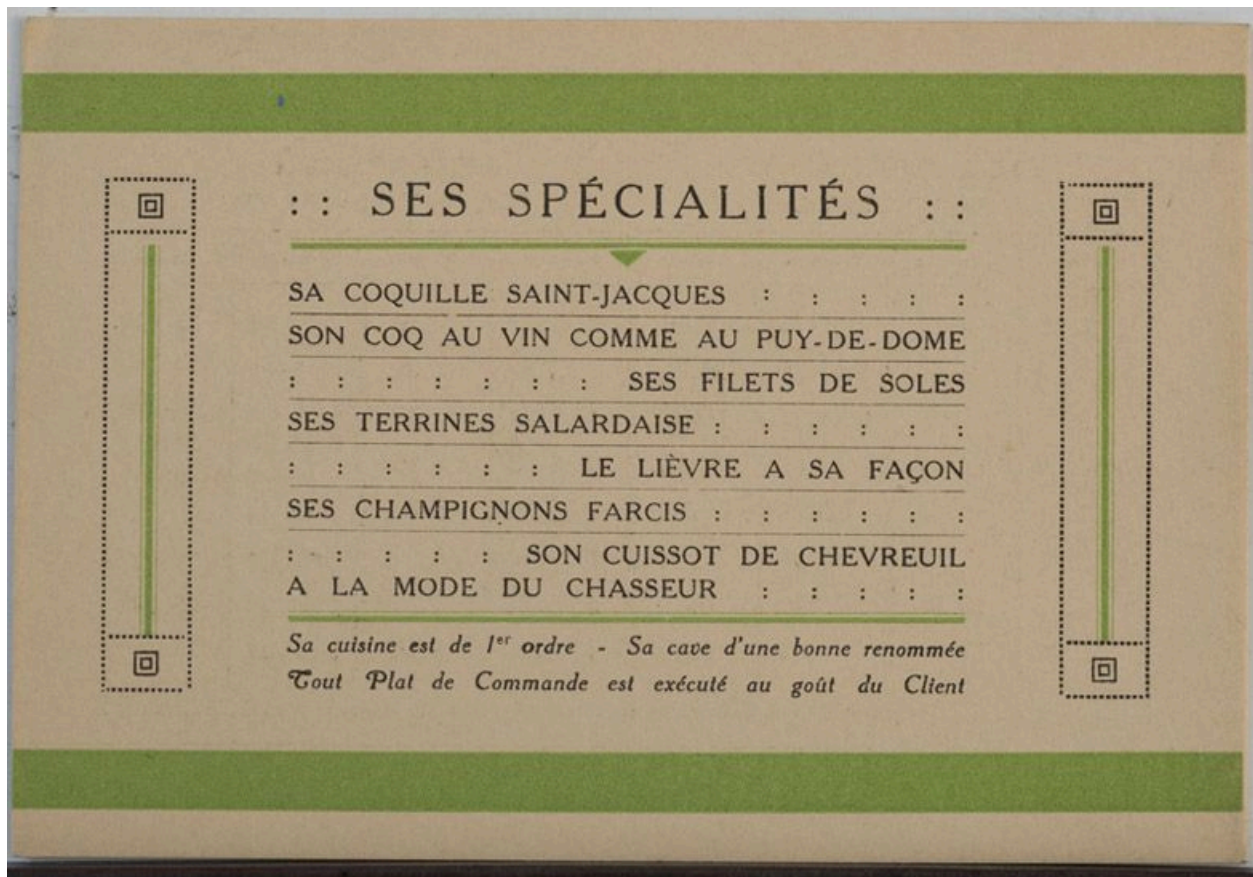 : : SES SPÉCIALITÉS : :
SA COQUILLE SAINT-JACQUES : : : : :
SON COQ AU VIN COMME AU PUY-DE-DOME
: : : : : : : SES FILETS DE SOLES
SES TERRINES SALARDAISE : : : : : :
: : : : : : LE LIÈVRE A SA FAÇON
SES CHAMPIGNONS FARCIS : : : : : :
: : : : : SON CUISSOT DE CHEVREUIL
A LA MODE DU CHASSEUR : : : : :
Sa cuisine est de 1er ordre - Sa cave d'une bonne renommée
Tout Plat de Commande est exécuté au goût du Client